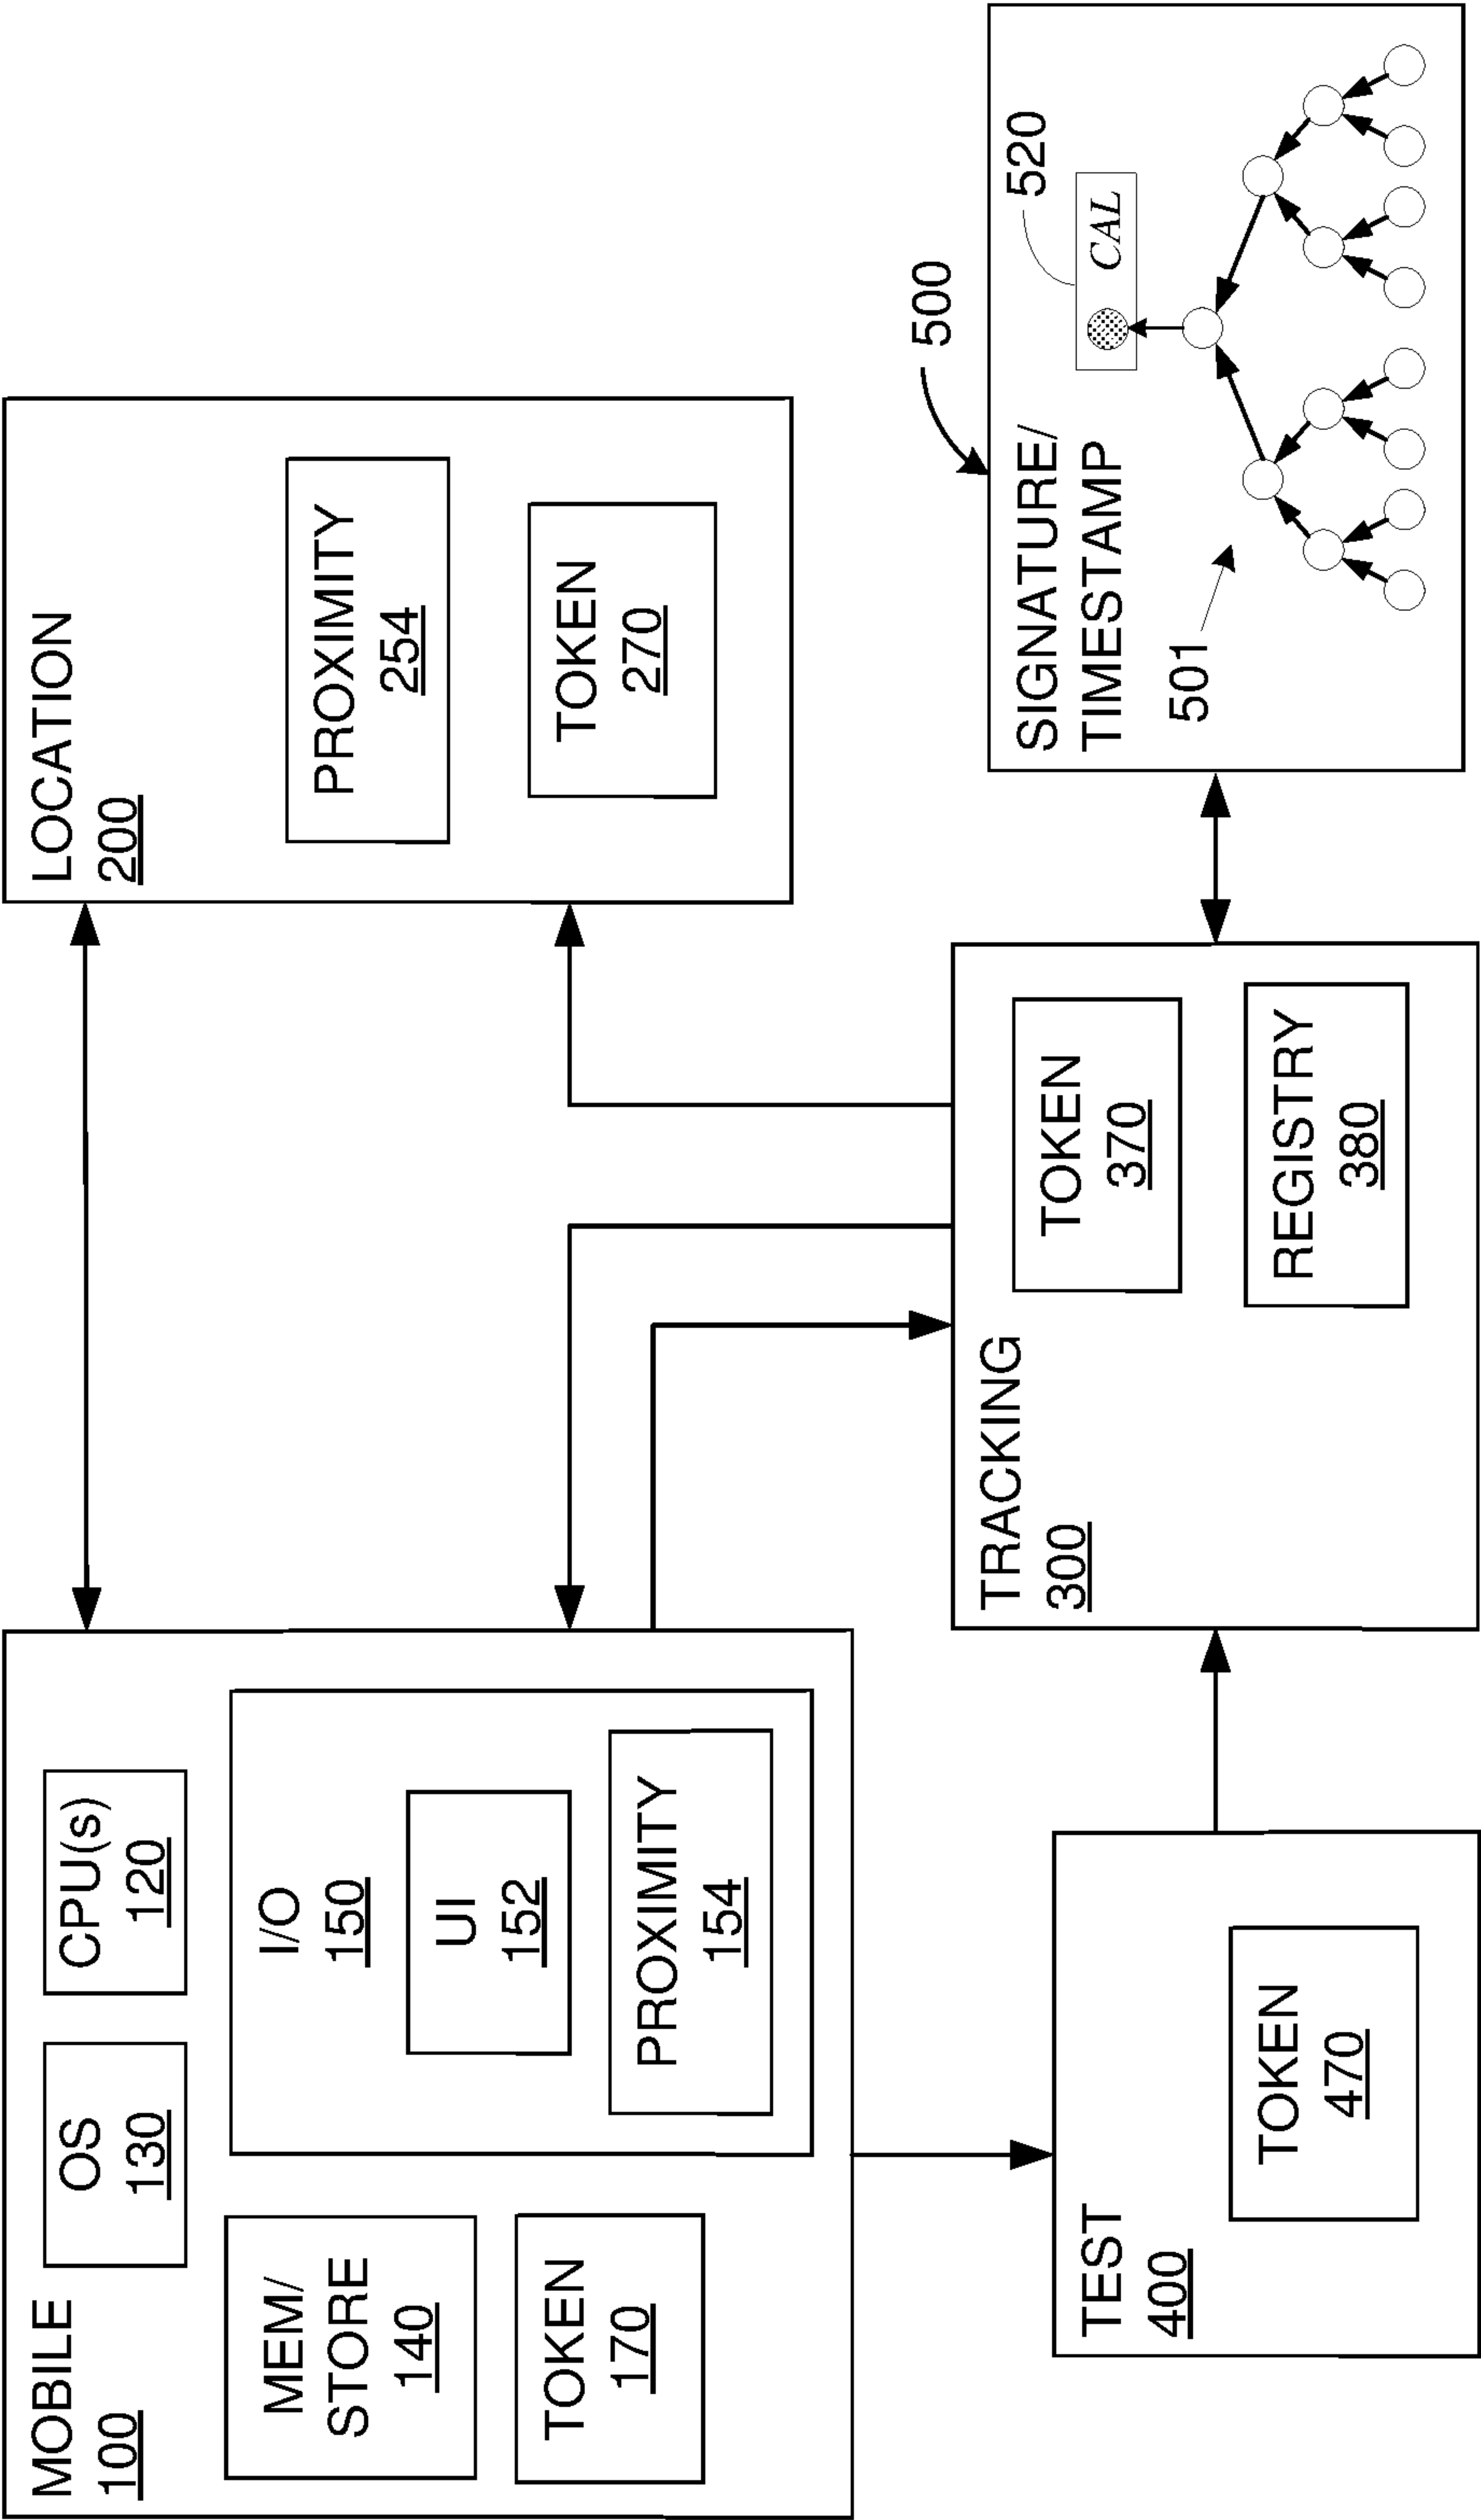 MOBILE
100
OS
130
CPU(s)
120
MEM/
STORE
140
TOKEN
170
I/O
150
UI
152
PROXIMITY
154
LOCATION
200
PROXIMITY
254
TOKEN
270
TEST
400
TOKEN
470
TRACKING
300
TOKEN
370
REGISTRY
380
500
SIGNATURE/
TIMESTAMP
501
520
CAL